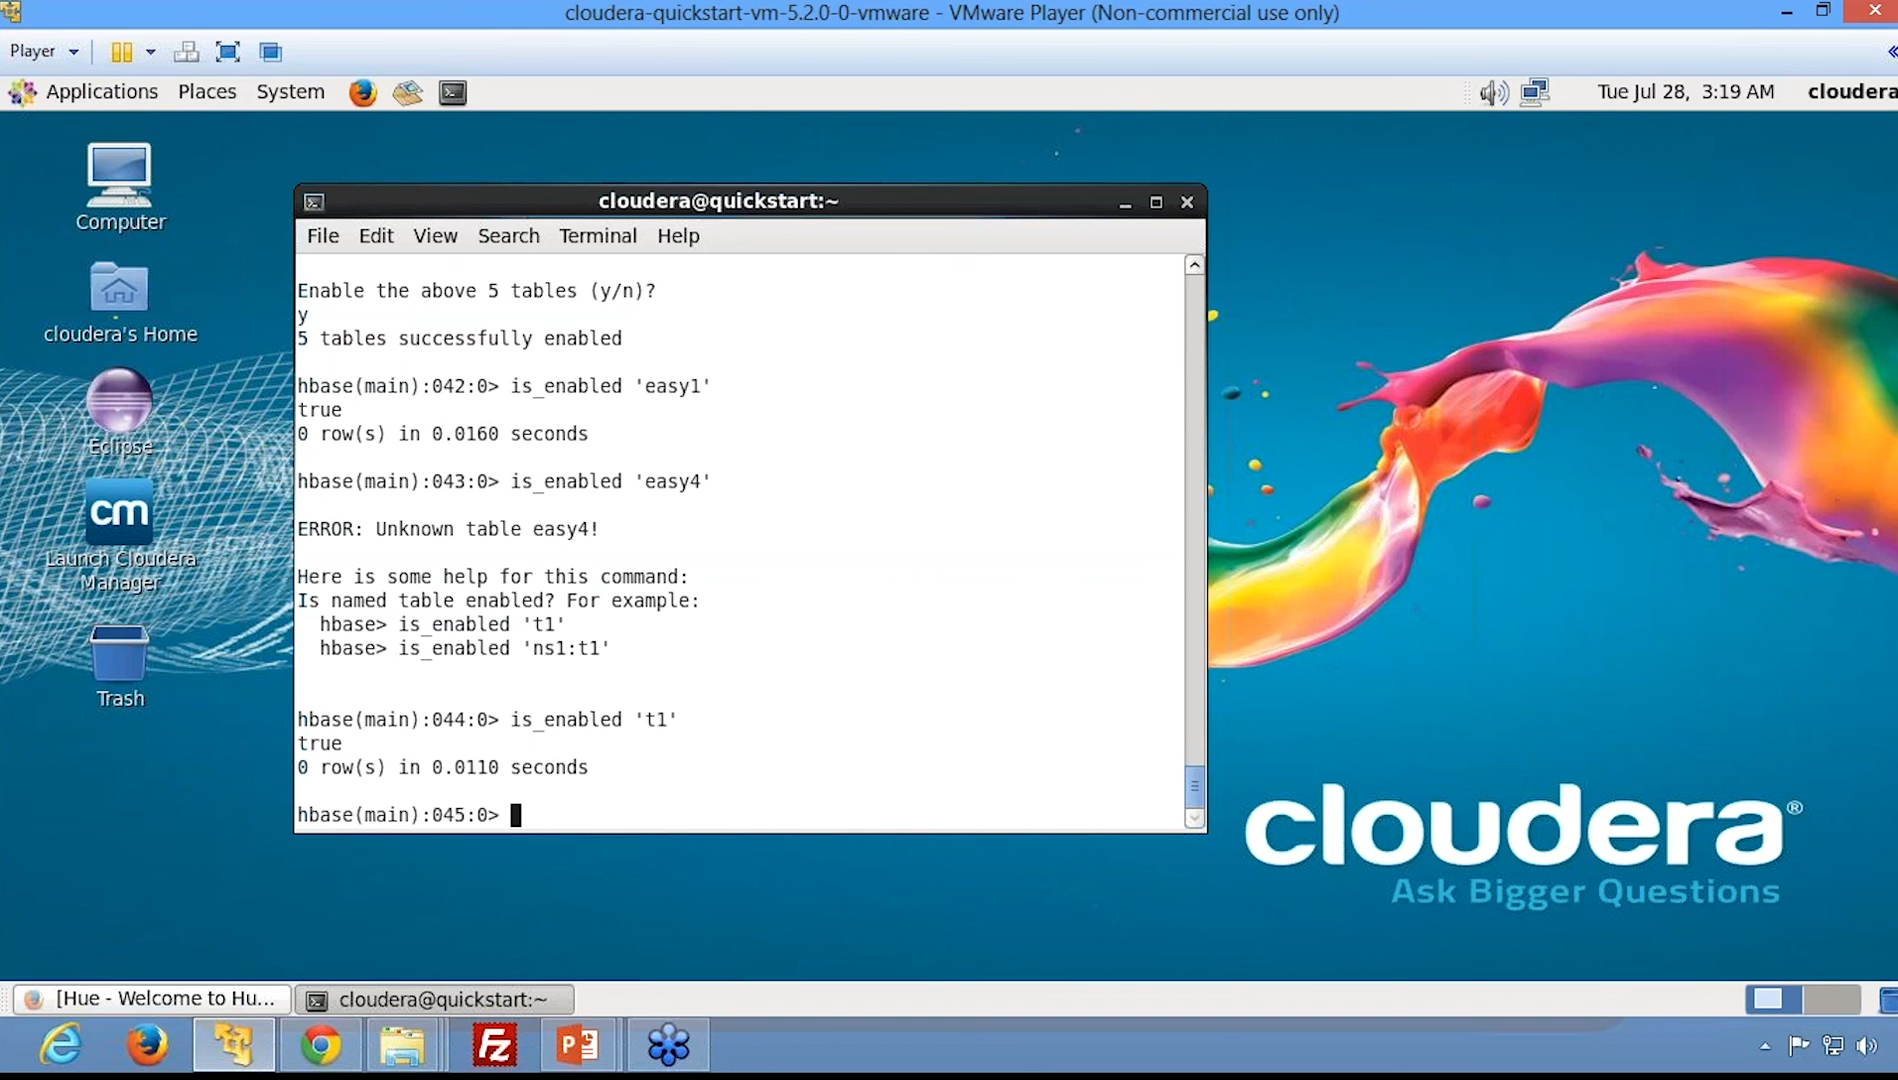 cloudera-quickstart-vm-5.2.0-0-vmware - VMware Player (Non-commercial use only)
Player
Applications Places System
Tue Jul 28, 3:19 AM cloudera
Computer
cloudera's Home
Eclipse
cm
Launch Cloudera
Manager
Trash
cloudera@quickstart:~
File Edit View Search Terminal Help
Enable the above 5 tables (y/n)?
y
5 tables successfully enabled
hbase(main):042:0> is_enabled 'easy1'
true
0 row(s) in 0.0160 seconds
hbase(main):043:0> is_enabled 'easy4'
ERROR: Unknown table easy4!
Here is some help for this command:
Is named table enabled? For example:
hbase> is_enabled 't1'
hbase> is_enabled 'ns1:t1'
hbase(main):044:0> is_enabled 't1'
true
0 row(s) in 0.0110 seconds
hbase(main):045:0>
cloudera®
Ask Bigger Questions
[Hue - Welcome to Hu...
cloudera@quickstart:~